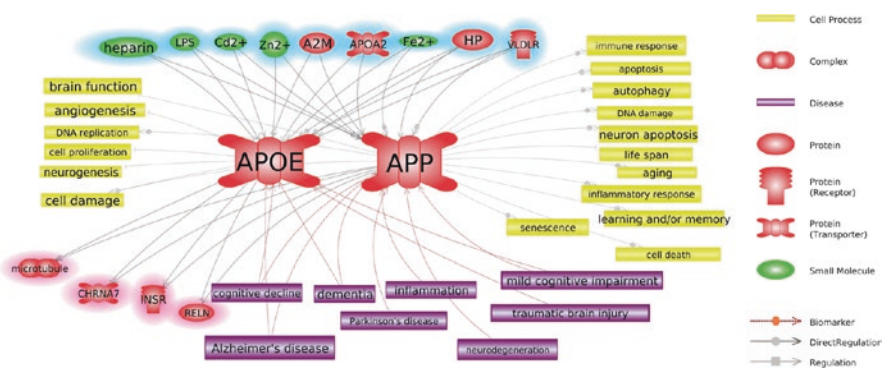 heparin
LPS
Cd2+
Zn2+
A2M
APOA2
Fe2+
HP
VLDLR
brain function
angiogenesis
DNA replication
cell proliferation
neurogenesis
cell damage
APOE
APP
immune response
apoptosis
autophagy
DNA damage
neuron apoptosis
life span
aging
inflammatory response
learning and/or memory
senescence
cell death
microtubule
CHRNA7
INSR
RELN
cognitive decline
dementia
inflammation
mild cognitive impairment
Parkinson's disease
traumatic brain injury
Alzheimer's disease
neurodegeneration
Cell Process
Complex
Disease
Protein
Protein
(Receptor)
Protein
(Transporter)
Small Molecule
Biomarker
DirectRegulation
Regulation